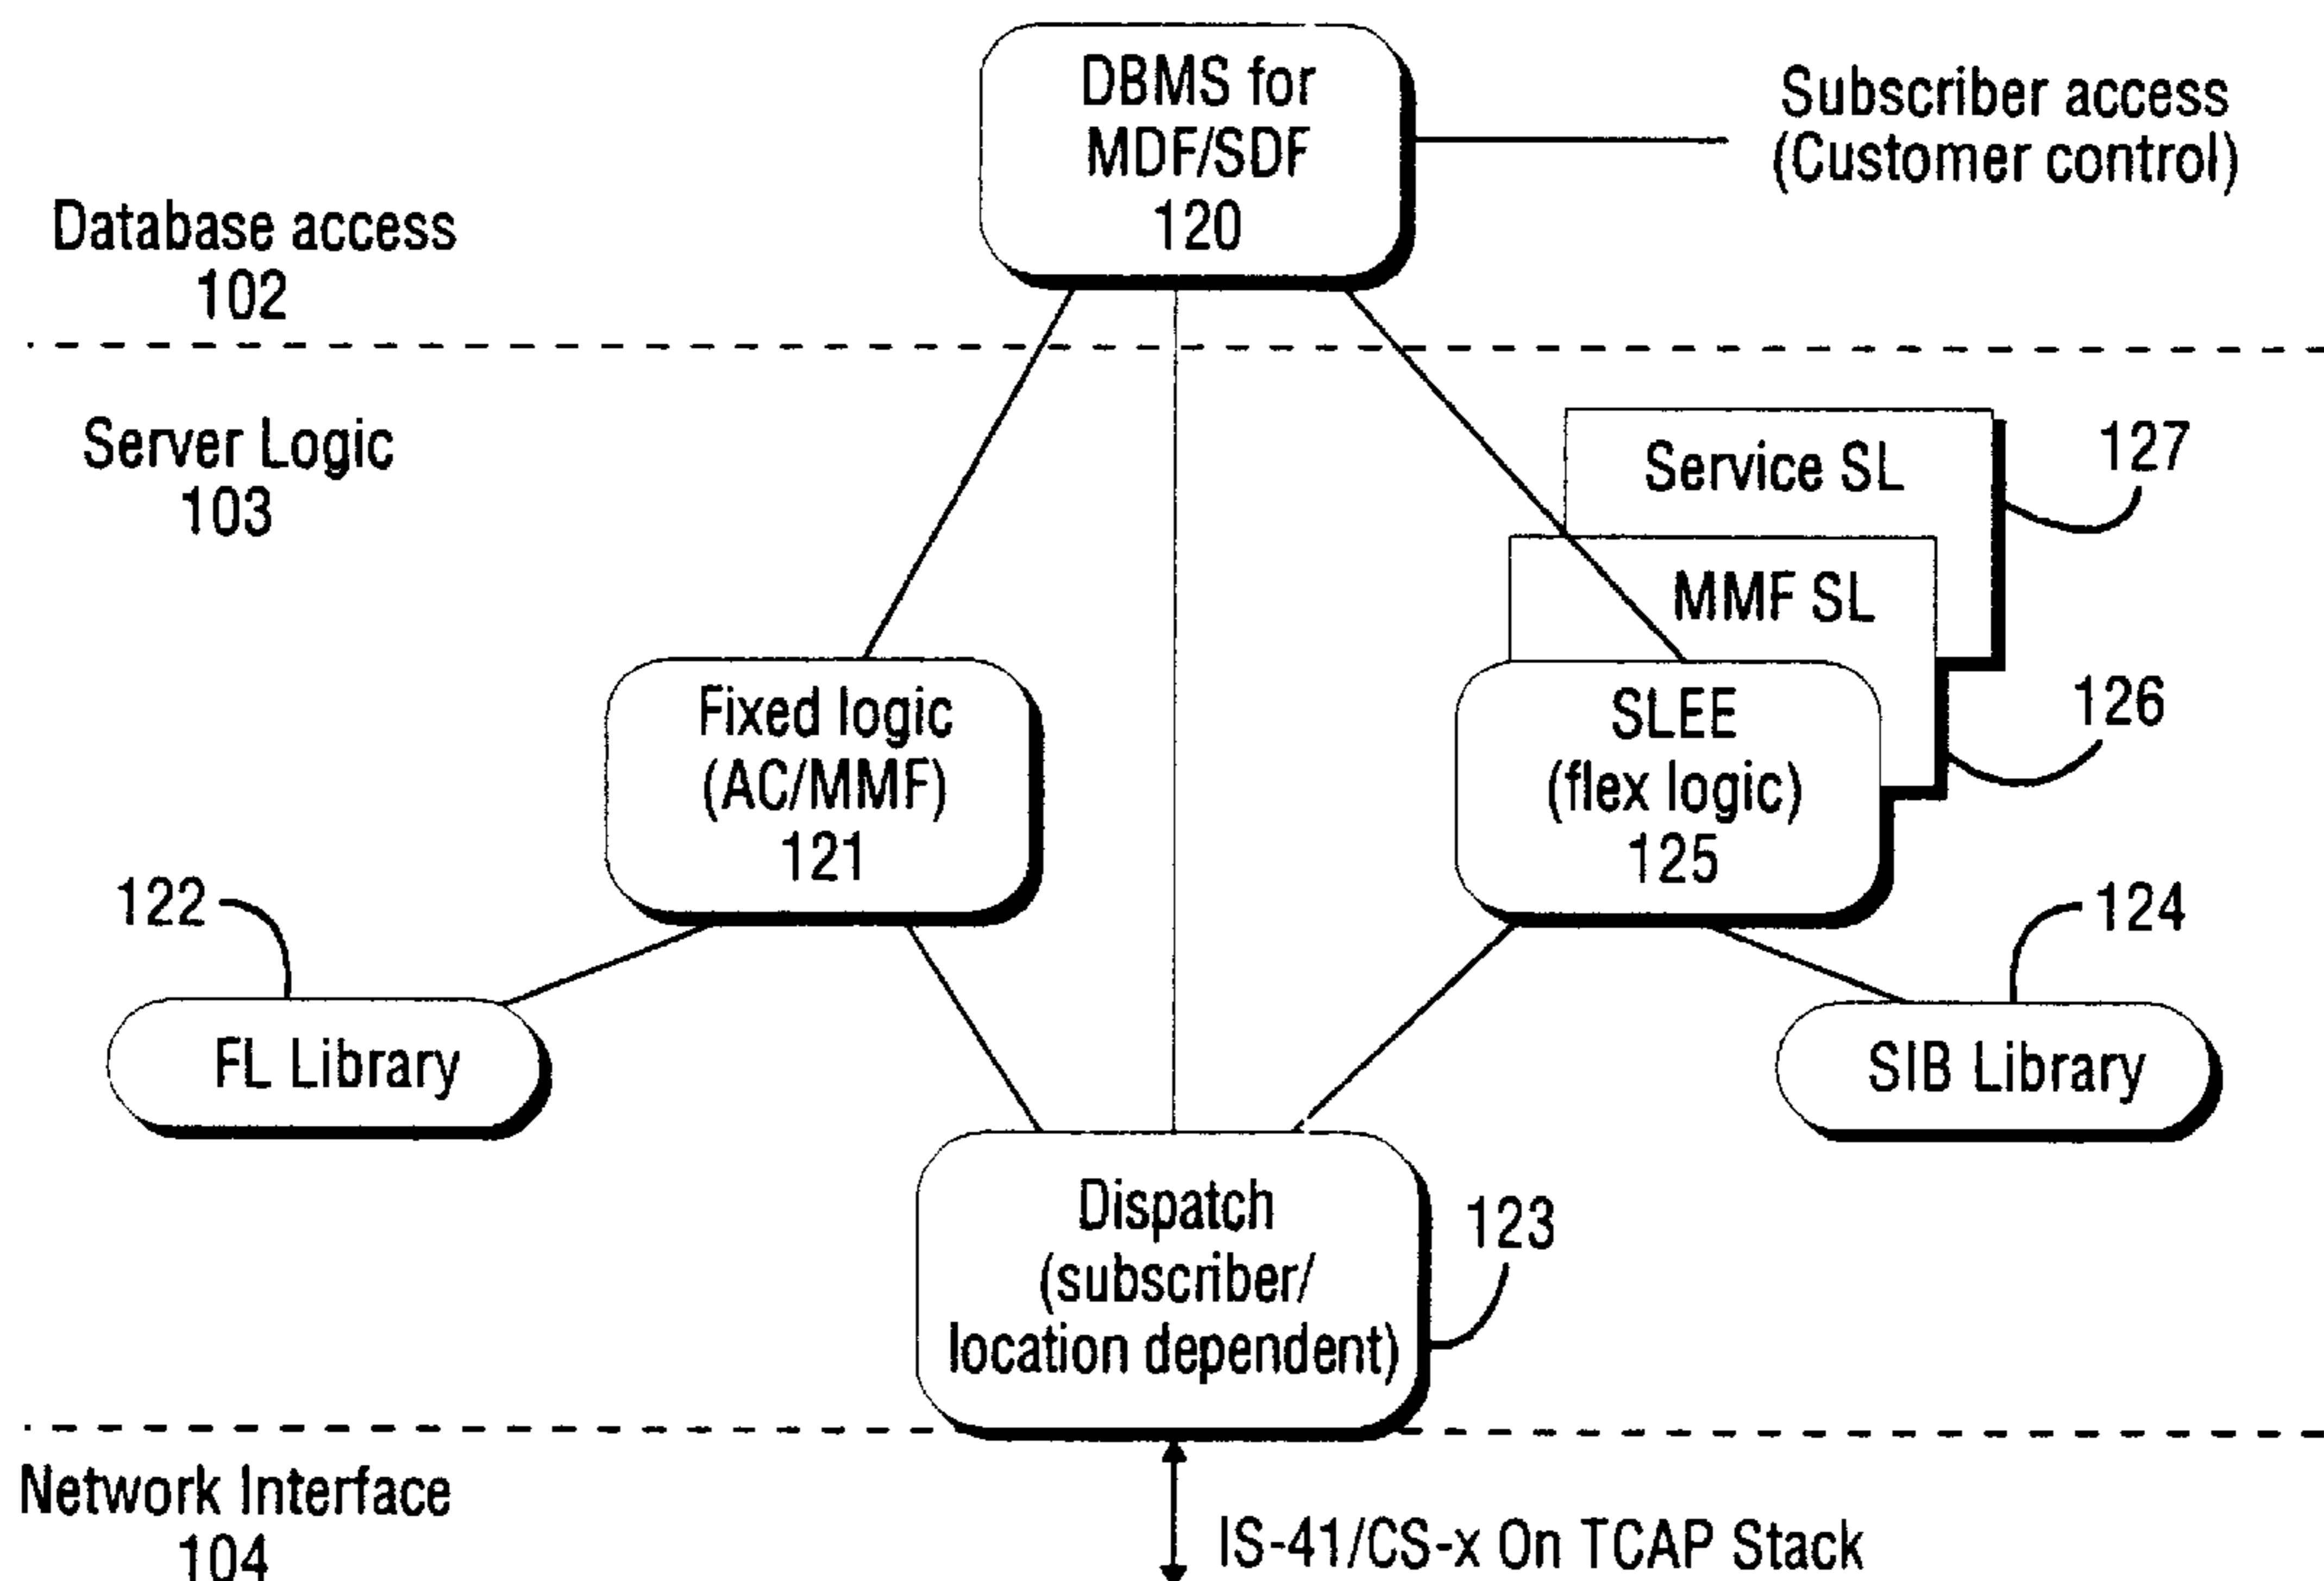 DBMS for
MDF/SDF
120
Subscriber access
(Customer control)
Database access
102
Server Logic
103
Service SL
127
MMF SL
126
Fixed logic
(AC/MMF)
121
SLEE
(flex logic)
125
122
124
FL Library
SIB Library
Dispatch
(subscriber/
location dependent)
123
Network Interface
104
IS-41/CS-x On TCAP Stack